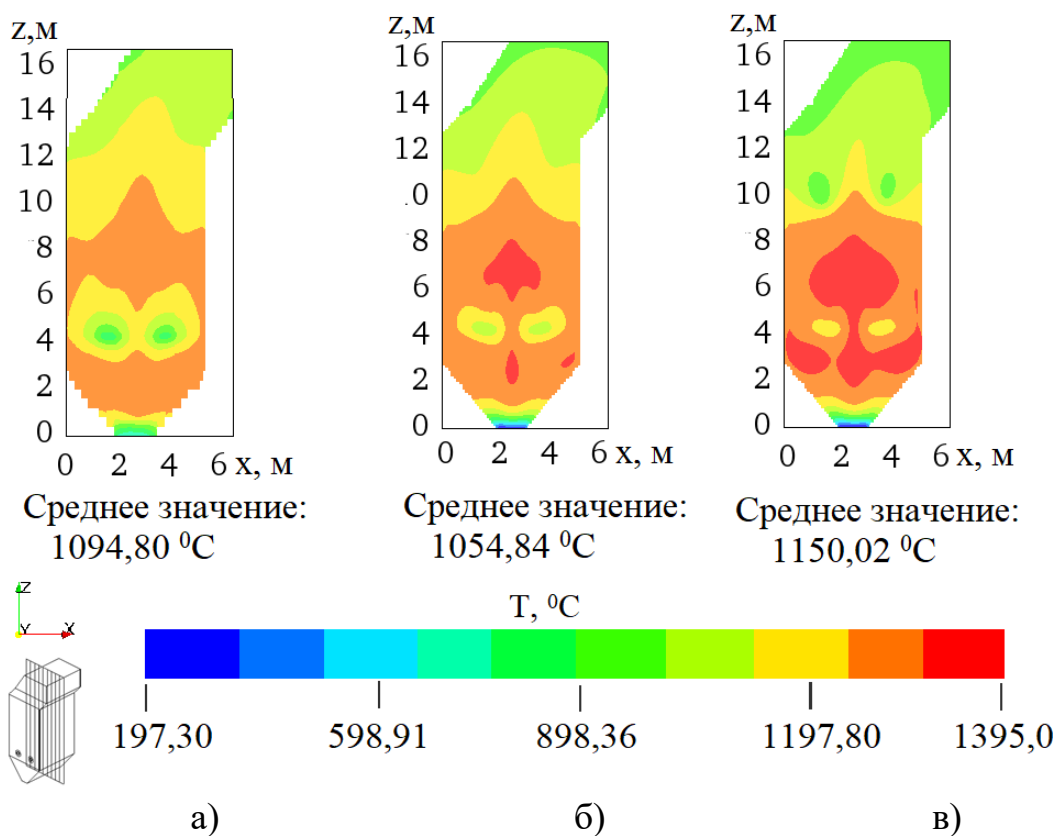 z,м
16
14
12
10
8
6
4
2
0
0 2 4 6 x, м
Среднее значение:
1094,80 ⁰C
z,м
16
14
12
0
8
6
4
2
0
0 2 4 6 x, м
Среднее значение:
1054,84 ⁰C
z,м
16
14
12
10
8
6
4
2
0
0 2 4 6 x, м
Среднее значение:
1150,02 ⁰C
Z
Y X
T, ⁰C
197,30 598,91 898,36 1197,80 1395,0
а) б) в)